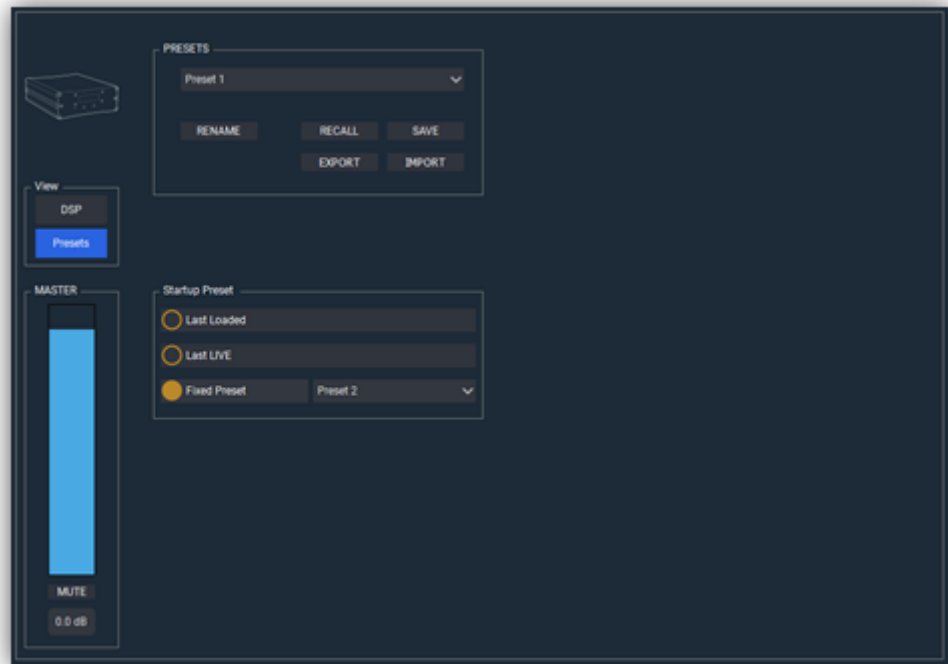 PRESETS
Preset 1
RENAME
RECALL
SAVE
EXPORT
IMPORT
View
DSP
Presets
MASTER
MUTE
0.0 dB
Startup Preset
Last Loaded
Last LIVE
Fixed Preset
Preset 2